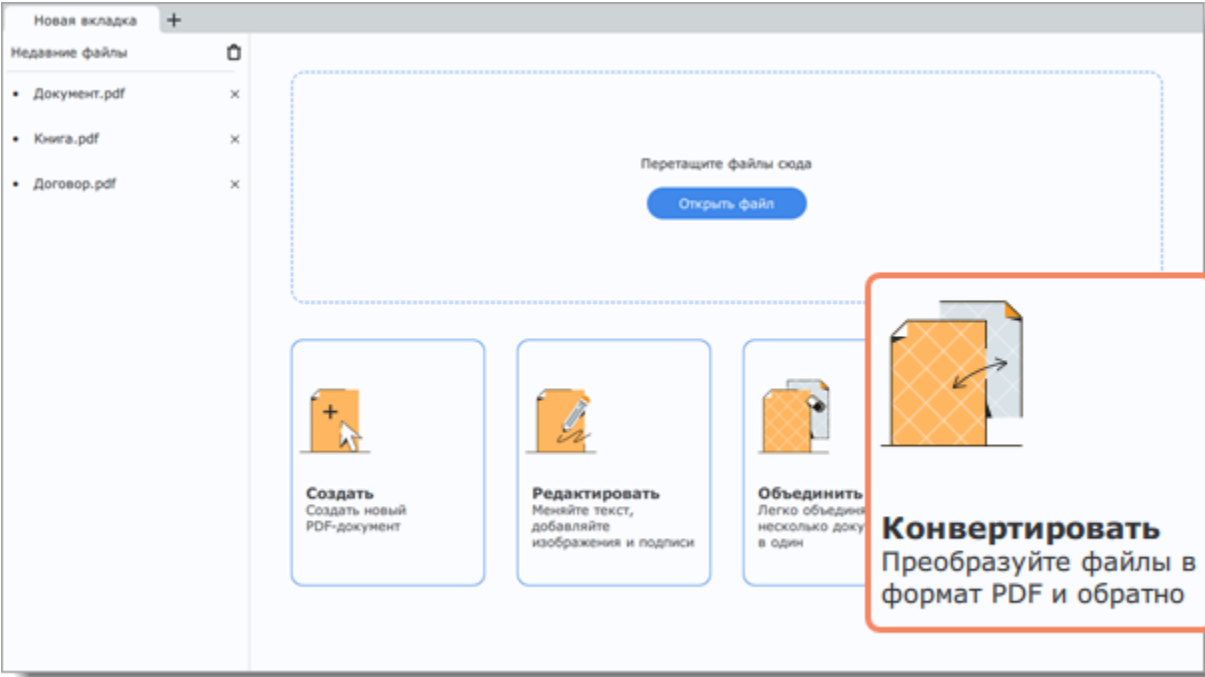 Новая вкладка
Недавние файлы
• Документ.pdf
• Книга.pdf
• Договор.pdf
Перетащите файлы сюда
Открыть файл
Создать
Создать новый
PDF-документ
Редактировать
Меняйте текст,
добавляйте
изображения и подписи
Объединить
Легко объединя
несколько доку
в один
Конвертировать
Преобразуйте файлы в
формат PDF и обратно